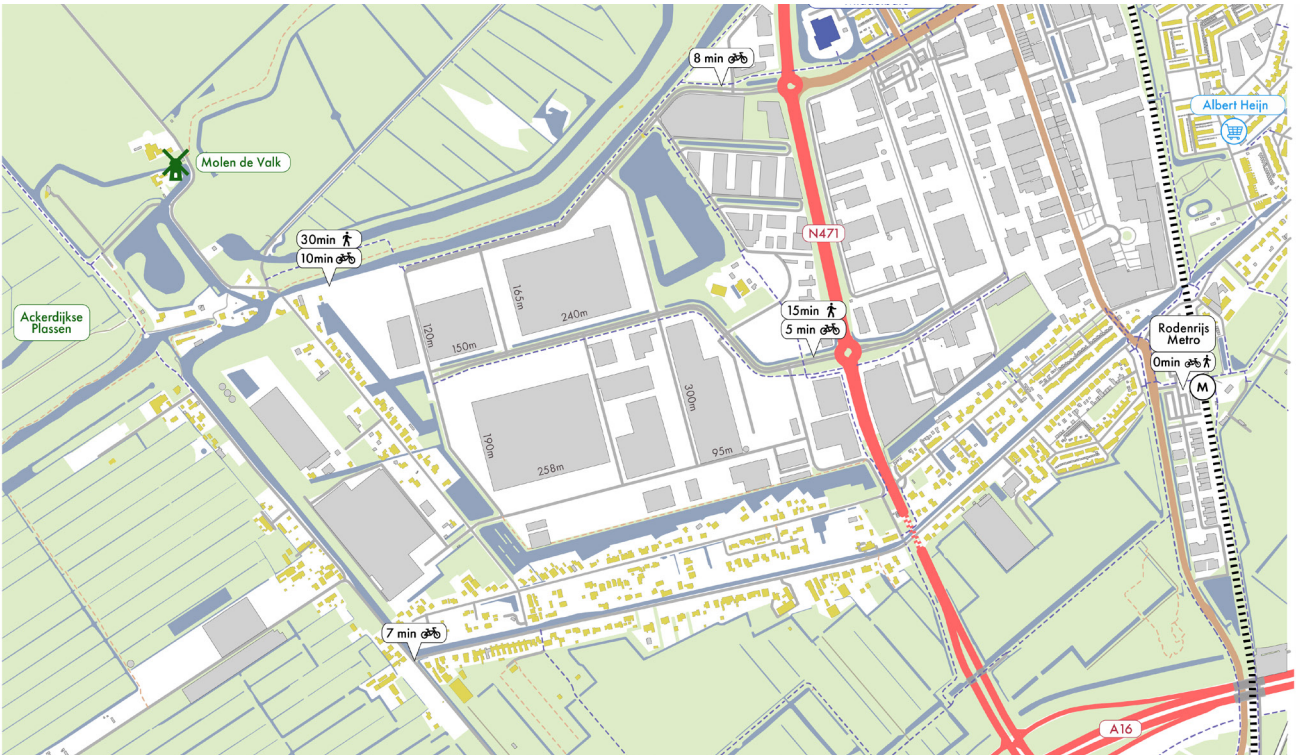 8 min
Albert Heijn
Molen de Valk
N471
30min
10min
165m
240m
120m
150m
Ackerdijkse
Plassen
15min
5 min
Rodenrijs
Metro
0min
M
300m
190m
258m
95m
7 min
A16